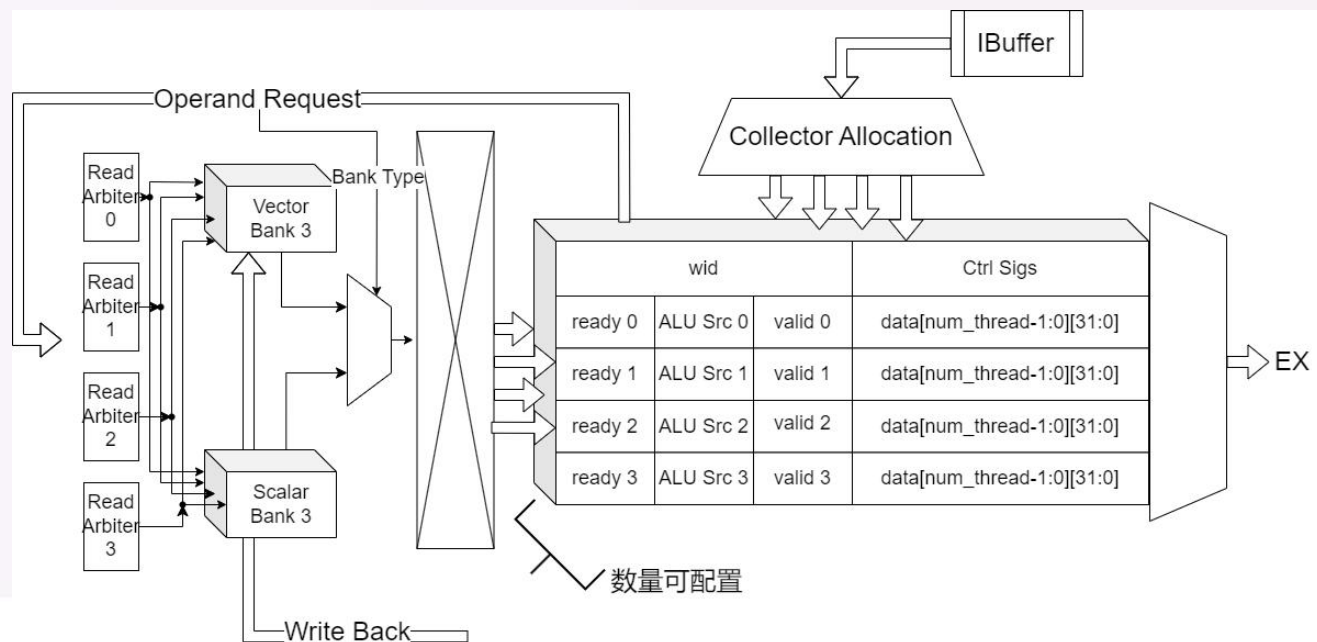 IBuffer
Operand Request
Collector Allocation
Read
Arbiter
0
Bank Type
Vector
Bank 3
Read
Arbiter
1
wid
Ctrl Sigs
ready 0
ALU Src 0
valid 0
data[num_thread-1:0][31:0]
ready 1
ALU Src 1
valid 1
data[num_thread-1:0][31:0]
EX
Read
Arbiter
2
ready 2
ALU Src 2
valid 2
data[num_thread-1:0][31:0]
Read
Arbiter
3
Scalar
Bank 3
ready 3
ALU Src 3
valid 3
data[num_thread-1:0][31:0]
数量可配置
Write Back